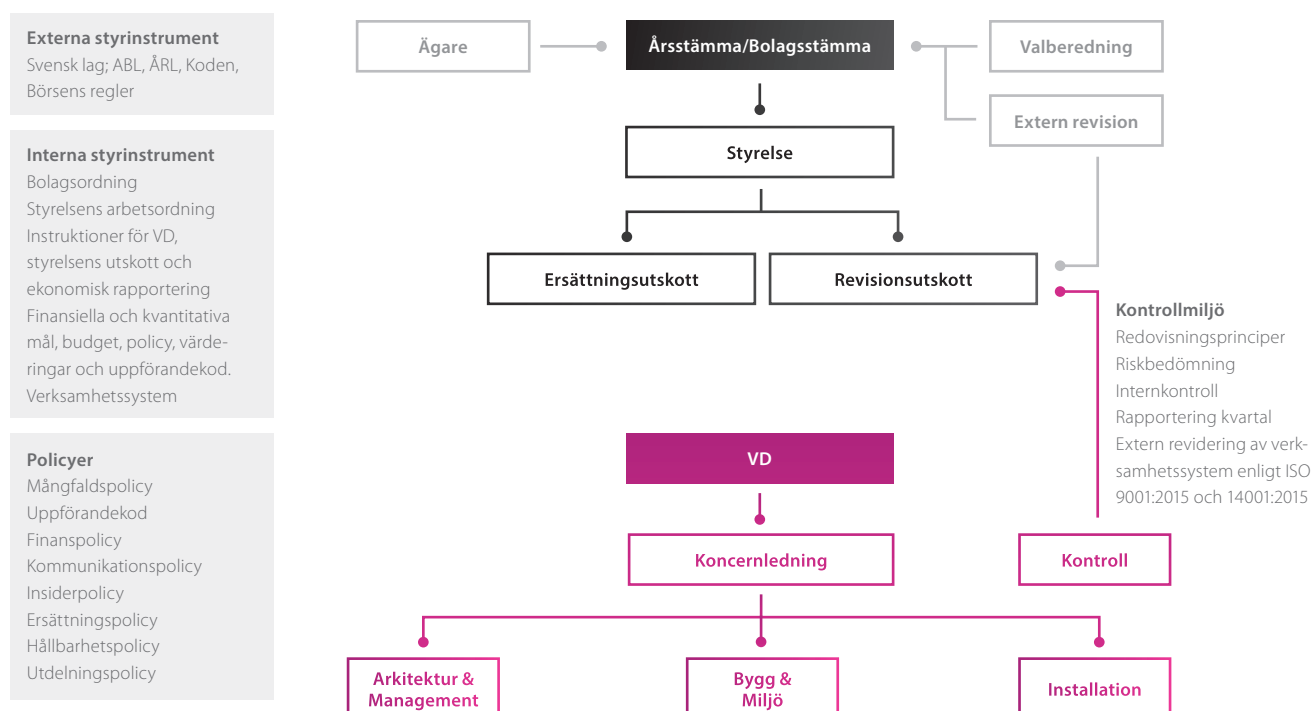 Externa styrinstrument
Svensk lag; ABL, ÅRL, Koden,
Börsens regler
Interna styrinstrument
Bolagsordning
Styrelsens arbetsordning
Instruktioner för VD,
styrelsens utskott och
ekonomisk rapportering
Finansiella och kvantitativa
mål, budget, policy, värde-
ringar och uppförandekod.
Verksamhetssystem
Policyer
Mångfaldspolicy
Uppförandekod
Finanspolicy
Kommunikationspolicy
Insiderpolicy
Ersättningspolicy
Hållbarhetspolicy
Utdelningspolicy
Ägare
Årsstämma/Bolagsstämma
Valberedning
Extern revision
Styrelse
Ersättningsutskott
Revisionsutskott
Kontrollmiljö
Redovisningsprinciper
Riskbedömning
Internkontroll
Rapportering kvartal
Extern revidering av verk-
samhetssystem enligt ISO
9001:2015 och 14001:2015
VD
Koncernledning
Kontroll
Arkitektur &
Management
Bygg &
Miljö
Installation